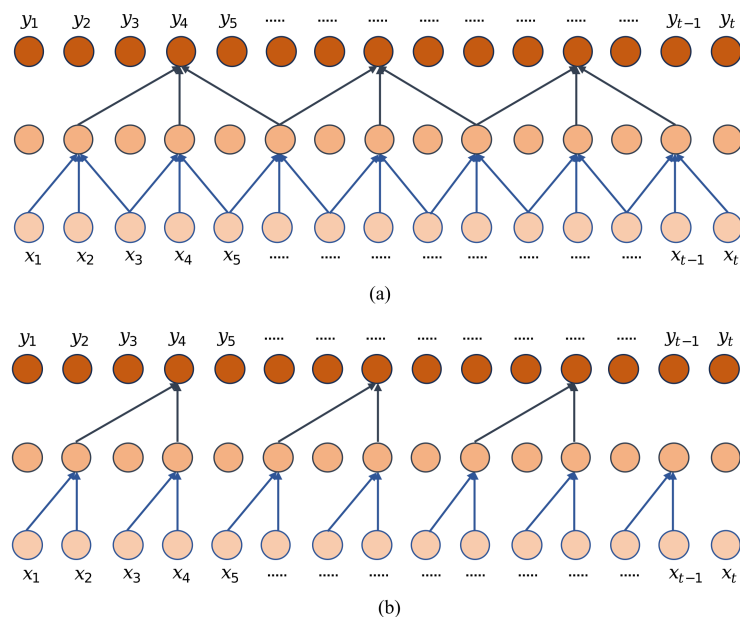 y1 y2 y3 y4 y5 ..... ..... ..... ..... ..... ..... ..... ..... yt−1 yt
x1 x2 x3 x4 x5 ..... ..... ..... ..... ..... ..... ..... ..... xt−1 xt
(a)
y1 y2 y3 y4 y5 ..... ..... ..... ..... ..... ..... ..... ..... yt−1 yt
x1 x2 x3 x4 x5 ..... ..... ..... ..... ..... ..... ..... ..... xt−1 xt
(b)